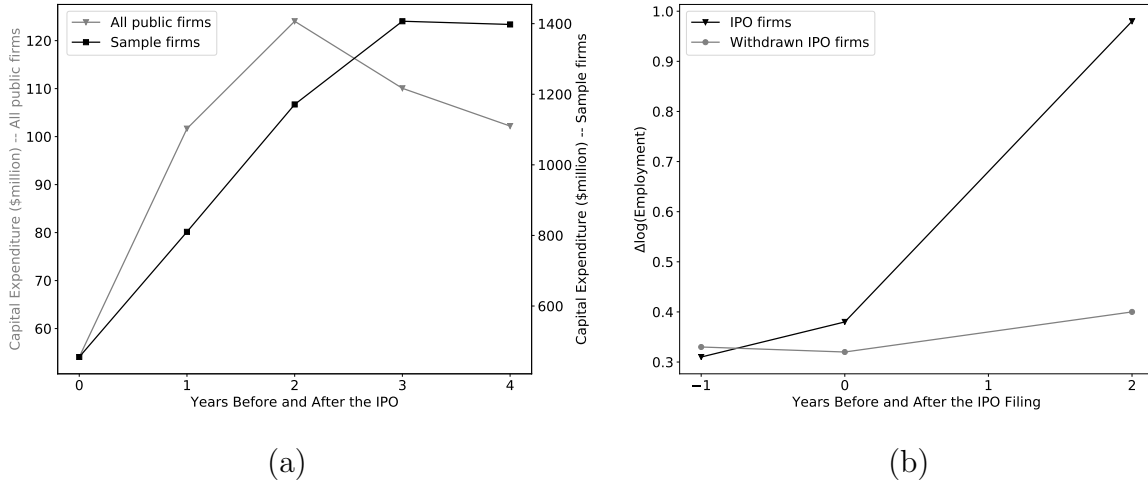 All public firms
Sample firms
Capital Expenditure ($million) -- All public firms
120
110
100
90
80
70
60
0
1
2
3
4
Years Before and After the IPO
1400
1200
1000
800
600
Capital Expenditure ($million) -- Sample firms
(a)
IPO firms
Withdrawn IPO firms
Δlog(Employment)
1.0
0.9
0.8
0.7
0.6
0.5
0.4
0.3
−1
0
1
2
Years Before and After the IPO Filing
(b)